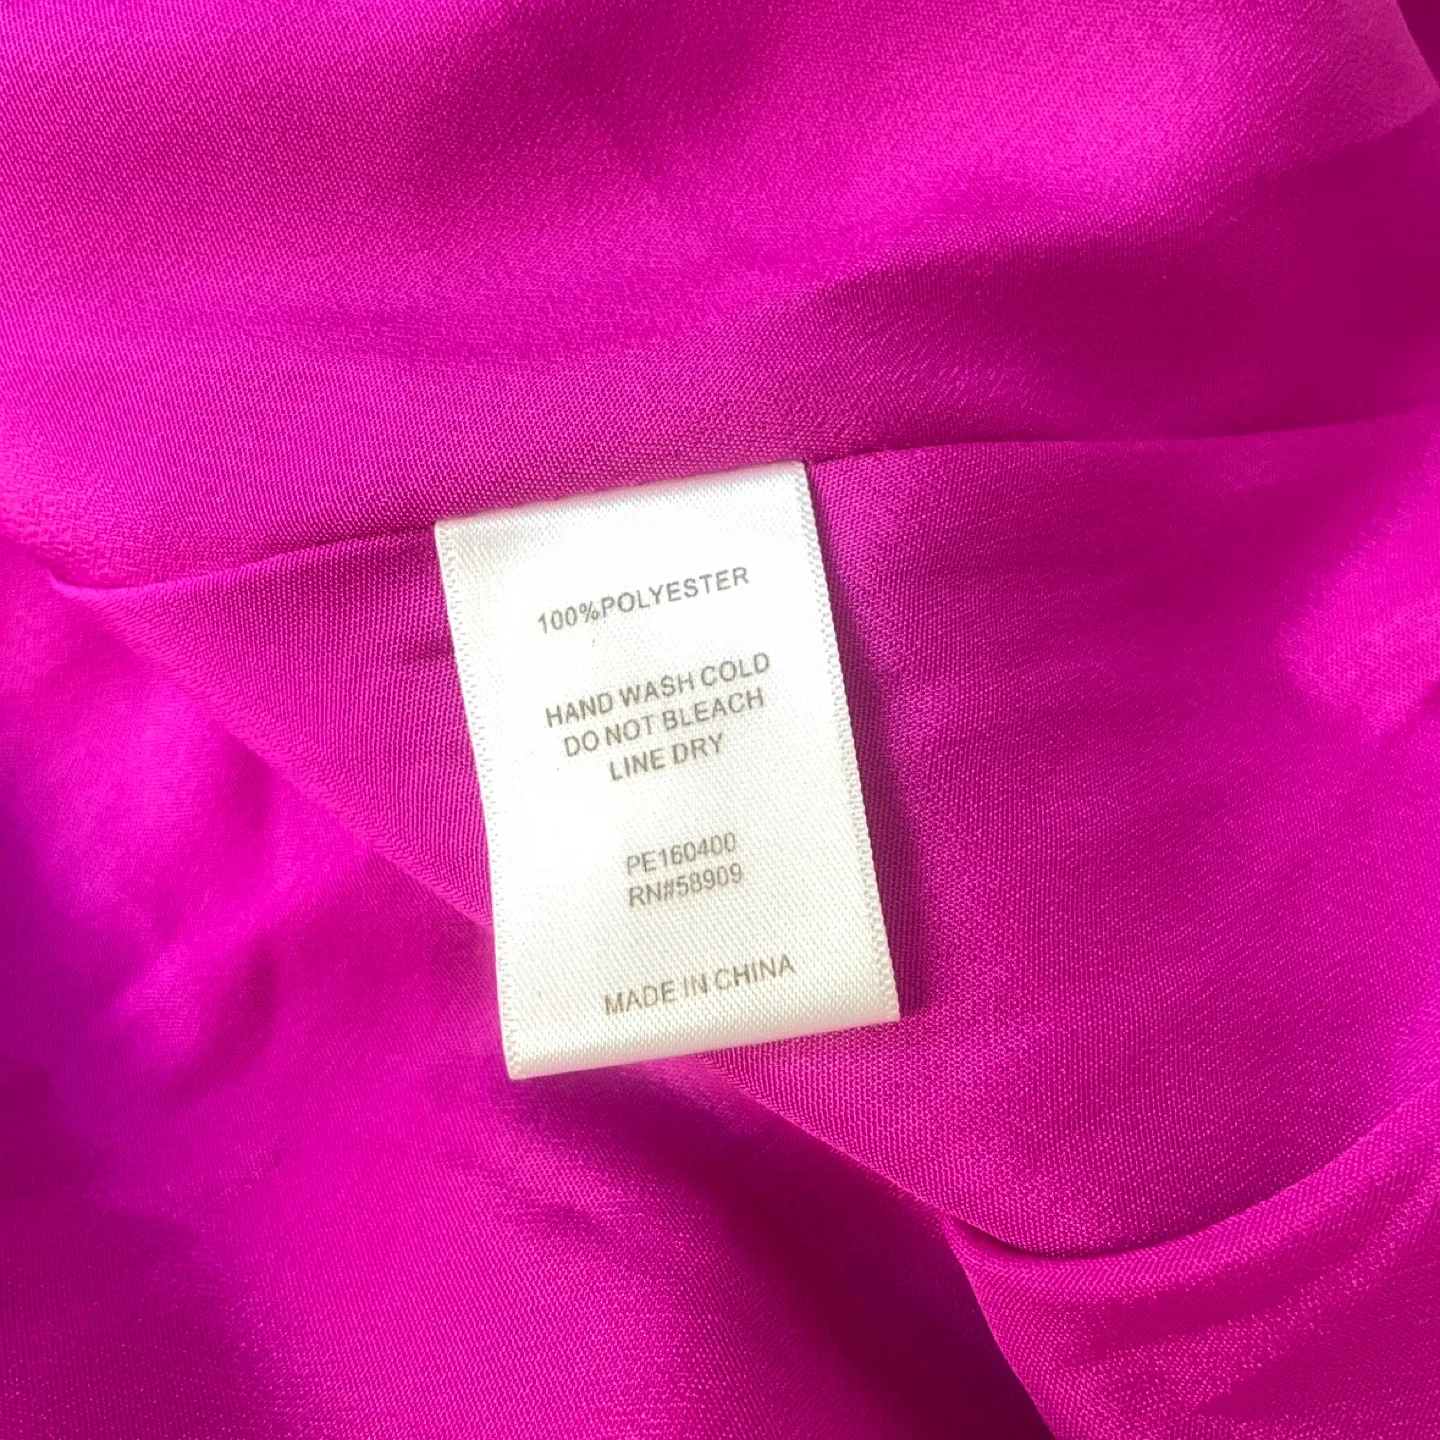 100%POLYESTER
HAND WASH COLD
DO NOT BLEACH
LINE DRY
PE160400
RN#58909
MADE IN CHINA